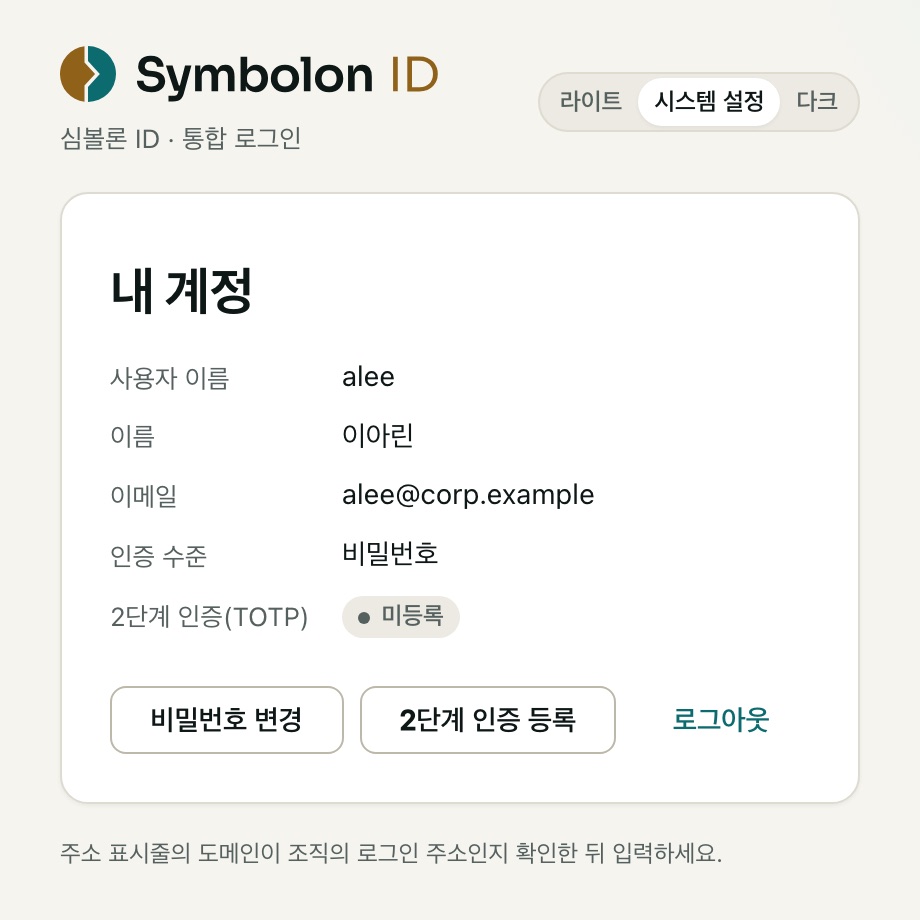 Symbolon ID
심볼론 ID · 통합 로그인
라이트 시스템 설정 다크
내 계정
사용자 이름 alee
이름 이아린
이메일 alee@corp.example
인증 수준 비밀번호
2단계 인증(TOTP) 미등록
비밀번호 변경 2단계 인증 등록 로그아웃
주소 표시줄의 도메인이 조직의 로그인 주소인지 확인한 뒤 입력하세요.